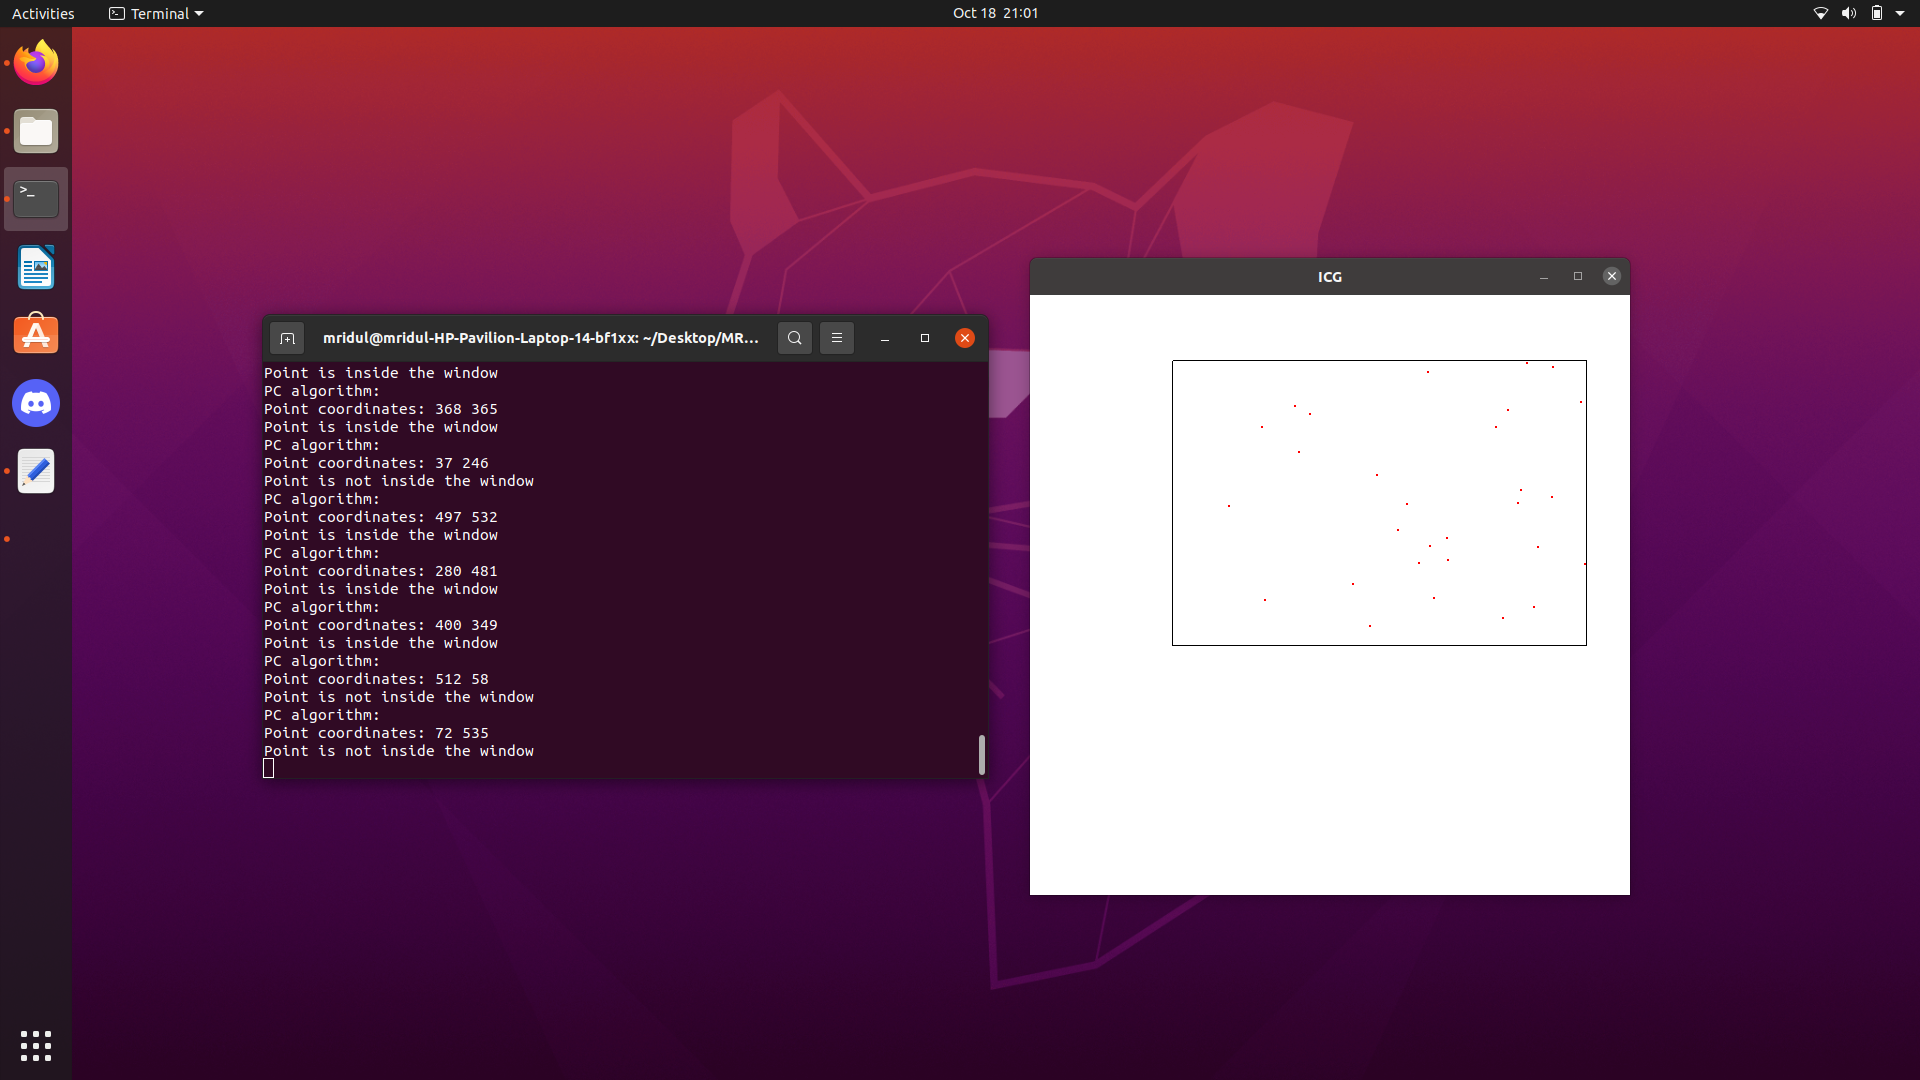 Activities
Terminal
Oct 18 21:01
mridul@mridul-HP-Pavilion-Laptop-14-bf1xx: ~/Desktop/MR...
Point is inside the window
PC algorithm:
Point coordinates: 368 365
Point is inside the window
PC algorithm:
Point coordinates: 37 246
Point is not inside the window
PC algorithm:
Point coordinates: 497 532
Point is inside the window
PC algorithm:
Point coordinates: 280 481
Point is inside the window
PC algorithm:
Point coordinates: 400 349
Point is inside the window
PC algorithm:
Point coordinates: 512 58
Point is not inside the window
PC algorithm:
Point coordinates: 72 535
Point is not inside the window
ICG